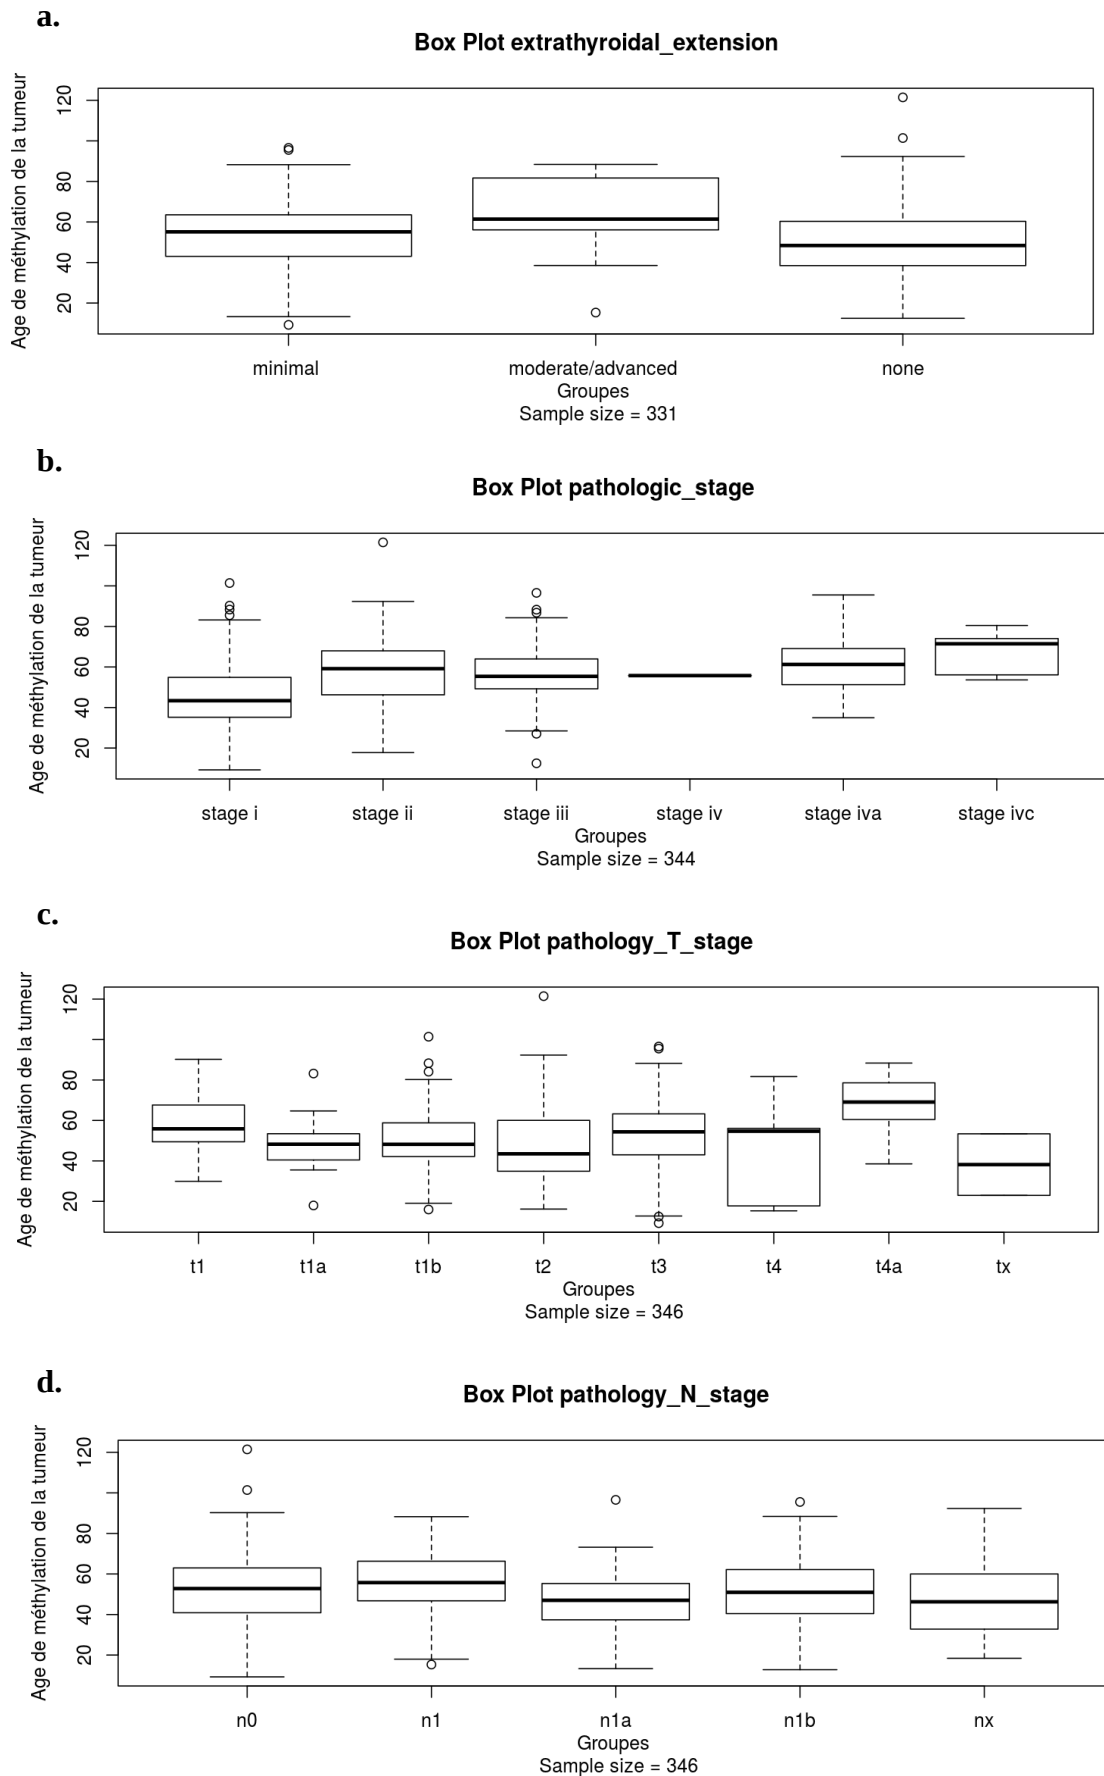 a.
Box Plot extrathyroidal_extension
Age de méthylation de la tumeur
120
80
60
40
20
minimal moderate/advanced none
Groupes
Sample size = 331
b.
Box Plot pathologic_stage
Age de méthylation de la tumeur
120
80
60
40
20
stage i stage ii stage iii stage iv stage iva stage ivc
Groupes
Sample size = 344
c.
Box Plot pathology_T_stage
Age de méthylation de la tumeur
120
80
60
40
20
t1 t1a t1b t2 t3 t4 t4a tx
Groupes
Sample size = 346
d.
Box Plot pathology_N_stage
Age de méthylation de la tumeur
120
80
60
40
20
n0 n1 n1a n1b nx
Groupes
Sample size = 346